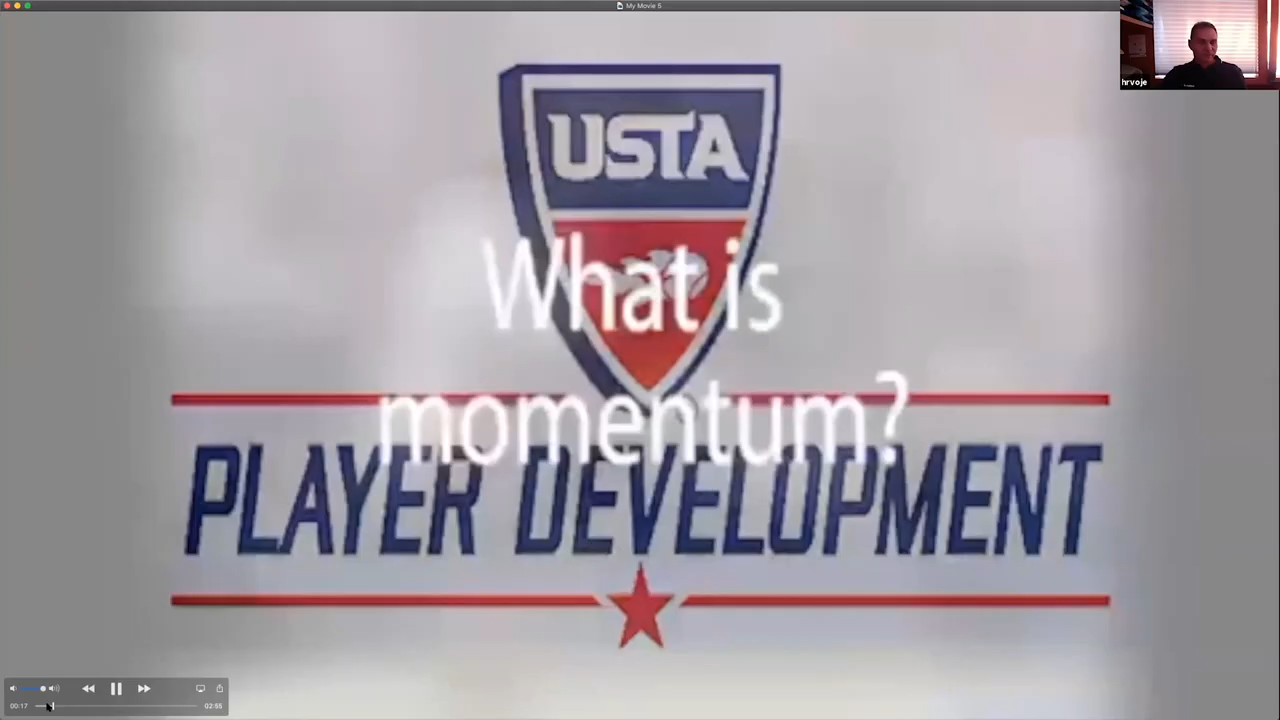 My Movie 5
hrvoje
USTA
What is
momentum?
PLAYER DEVELOPMENT
00:17
02:55